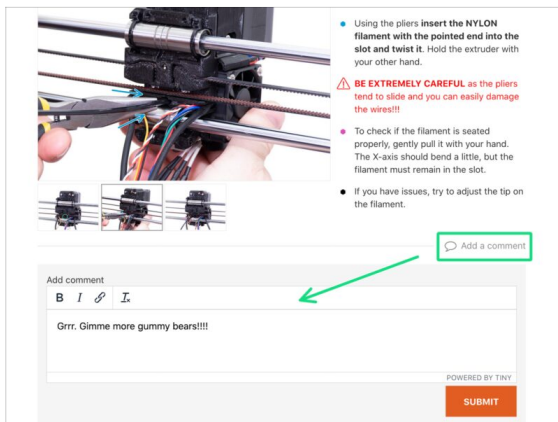 Using the pliers insert the NYLON
filament with the pointed end into the
slot and twist it. Hold the extruder with
your other hand.
BE EXTREMELY CAREFUL as the pliers
tend to slide and you can easily damage
the wires!!!
To check if the filament is seated
properly, gently pull it with your hand.
The X-axis should bend a little, but the
filament must remain in the slot.
If you have issues, try to adjust the tip on
the filament.
Add a comment
Add comment
B I Tx
Grrr. Gimme more gummy bears!!!!
POWERED BY TINY
SUBMIT